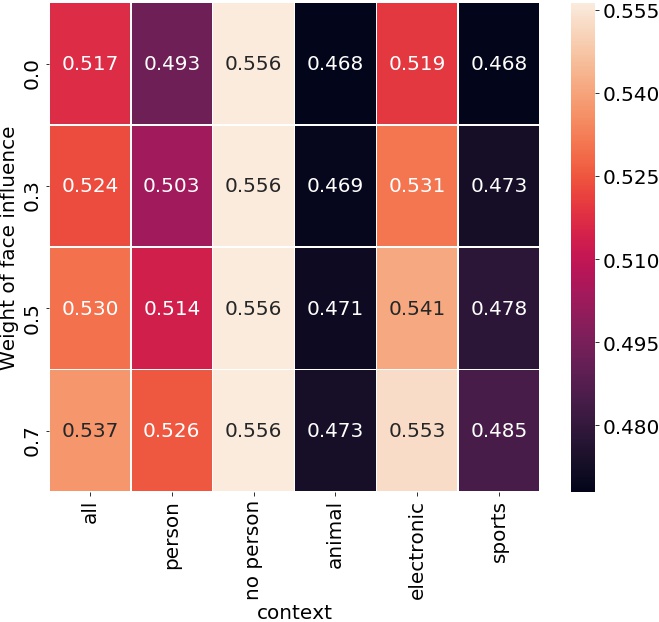 0.517 0.493 0.556 0.468 0.519 0.468
0.524 0.503 0.556 0.469 0.531 0.473
0.530 0.514 0.556 0.471 0.541 0.478
0.537 0.526 0.556 0.473 0.553 0.485
0.0
0.3
0.5
0.7
Weight of face influence
all
person
no person
animal
electronic
sports
context
0.555
0.540
0.525
0.510
0.495
0.480